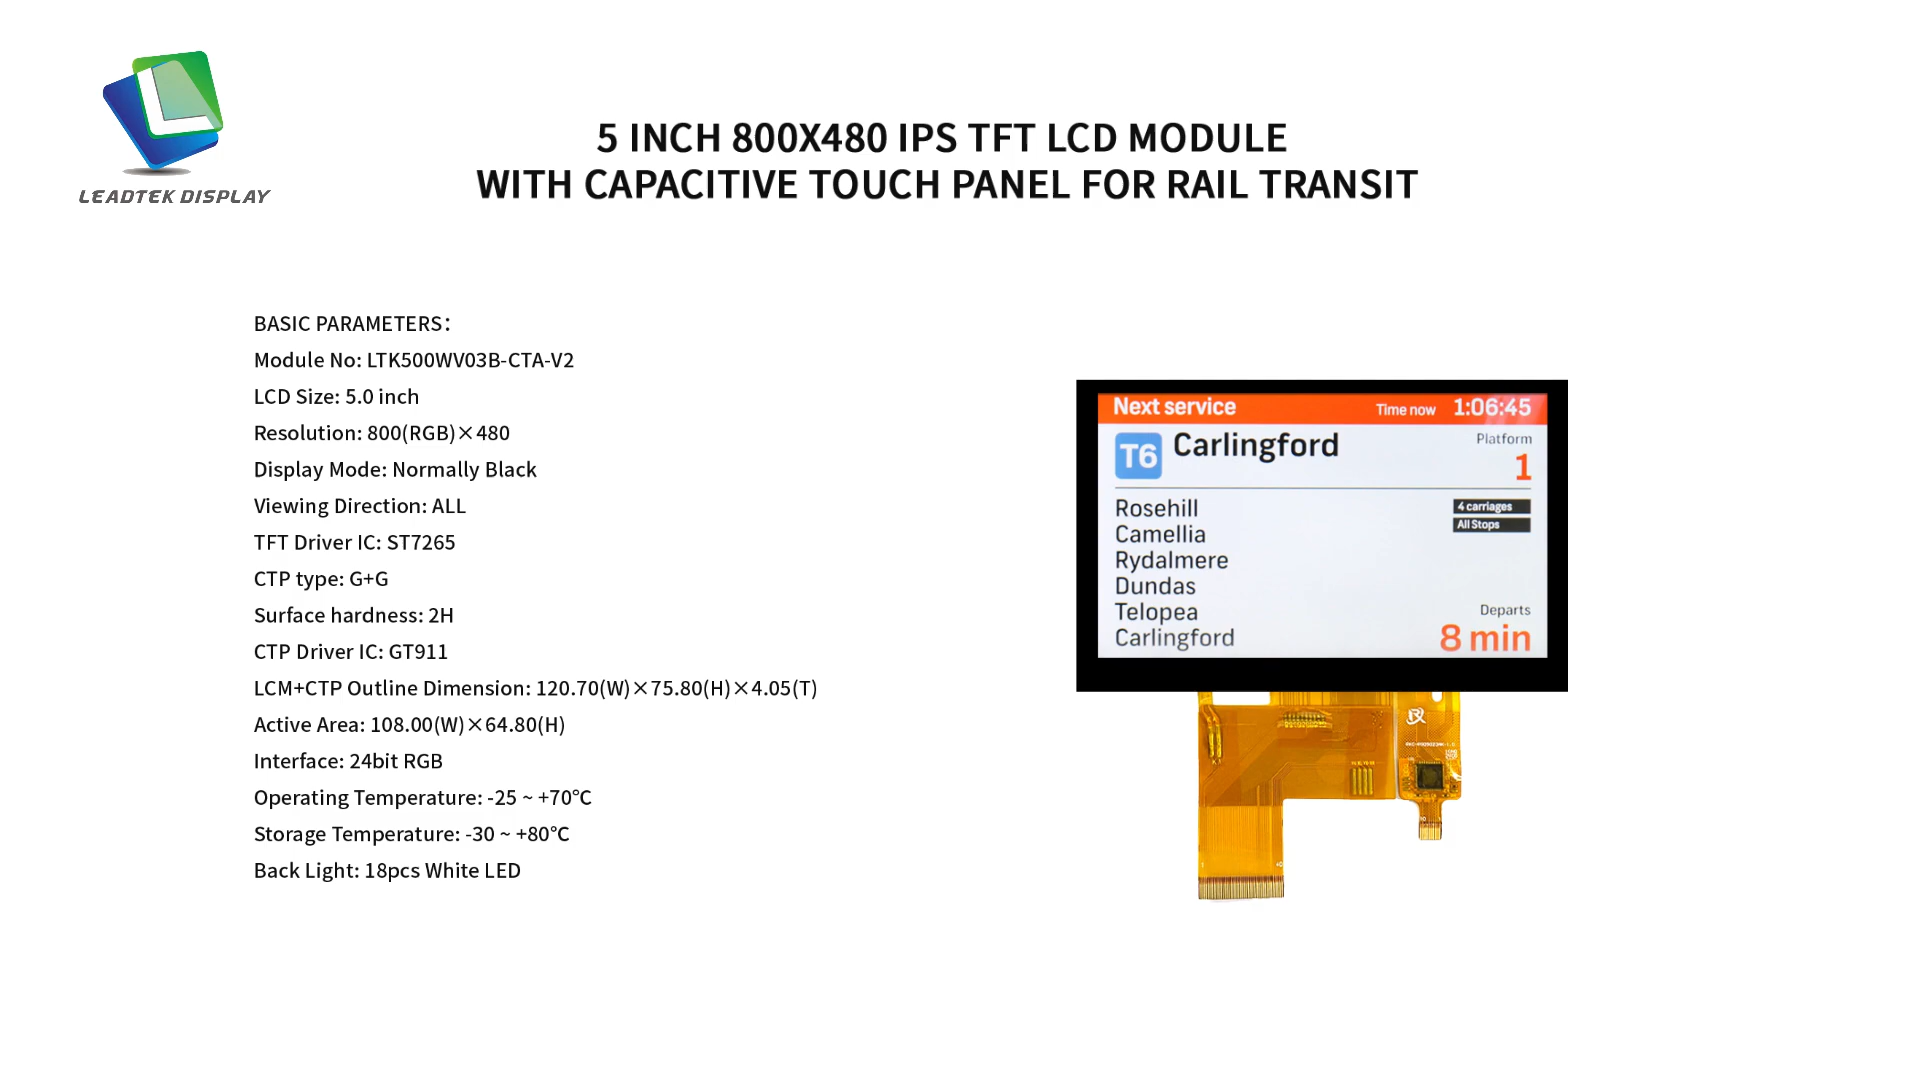 LEADTEK DISPLAY
5 INCH 800X480 IPS TFT LCD MODULE
WITH CAPACITIVE TOUCH PANEL FOR RAIL TRANSIT
BASIC PARAMETERS：
Module No: LTK500WV03B-CTA-V2
LCD Size: 5.0 inch
Resolution: 800(RGB)×480
Display Mode: Normally Black
Viewing Direction: ALL
TFT Driver IC: ST7265
CTP type: G+G
Surface hardness: 2H
CTP Driver IC: GT911
LCM+CTP Outline Dimension: 120.70(W)×75.80(H)×4.05(T)
Active Area: 108.00(W)×64.80(H)
Interface: 24bit RGB
Operating Temperature: -25 ~ +70℃
Storage Temperature: -30 ~ +80℃
Back Light: 18pcs White LED
Next service Time now 1:06:45
T6 Carlingford Platform
1
Rosehill 4 carriages
Camellia All Stops
Rydalmere
Dundas
Telopea Departs
Carlingford 8 min